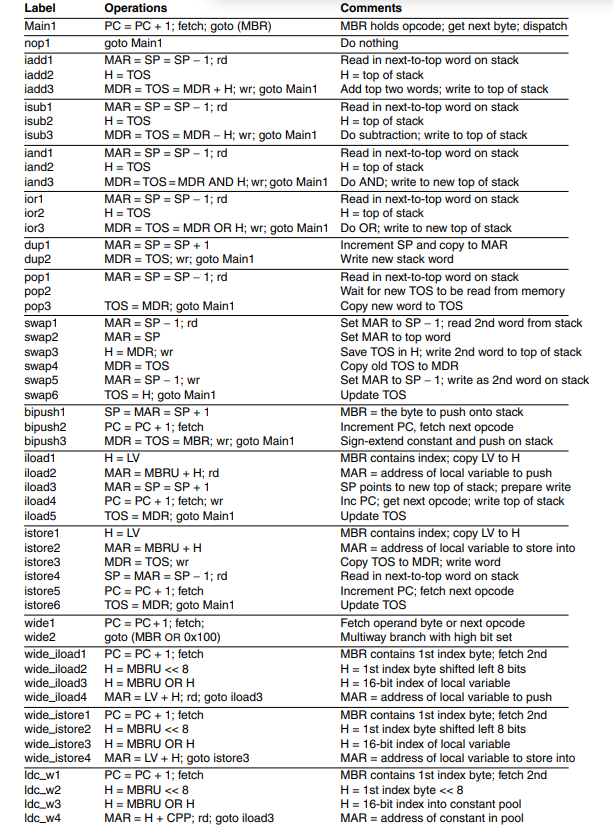 Label Operations Comments
Main1 PC = PC + 1; fetch; goto (MBR) MBR holds opcode; get next byte; dispatch
nop1 goto Main1 Do nothing
iadd1 MAR = SP = SP − 1; rd Read in next-to-top word on stack
iadd2 H = TOS H = top of stack
iadd3 MDR = TOS = MDR + H; wr; goto Main1 Add top two words; write to top of stack
isub1 MAR = SP = SP − 1; rd Read in next-to-top word on stack
isub2 H = TOS H = top of stack
isub3 MDR = TOS = MDR − H; wr; goto Main1 Do subtraction; write to top of stack
iand1 MAR = SP = SP − 1; rd Read in next-to-top word on stack
iand2 H = TOS H = top of stack
iand3 MDR = TOS = MDR AND H; wr; goto Main1 Do AND; write to new top of stack
ior1 MAR = SP = SP − 1; rd Read in next-to-top word on stack
ior2 H = TOS H = top of stack
ior3 MDR = TOS = MDR OR H; wr; goto Main1 Do OR; write to new top of stack
dup1 MAR = SP = SP + 1 Increment SP and copy to MAR
dup2 MDR = TOS; wr; goto Main1 Write new stack word
pop1 MAR = SP = SP − 1; rd Read in next-to-top word on stack
pop2 Wait for new TOS to be read from memory
pop3 TOS = MDR; goto Main1 Copy new word to TOS
swap1 MAR = SP − 1; rd Set MAR to SP − 1; read 2nd word from stack
swap2 MAR = SP Set MAR to top word
swap3 H = MDR; wr Save TOS in H; write 2nd word to top of stack
swap4 MDR = TOS Copy old TOS to MDR
swap5 MAR = SP − 1; wr Set MAR to SP − 1; write as 2nd word on stack
swap6 TOS = H; goto Main1 Update TOS
bipush1 SP = MAR = SP + 1 MBR = the byte to push onto stack
bipush2 PC = PC + 1; fetch Increment PC, fetch next opcode
bipush3 MDR = TOS = MBR; wr; goto Main1 Sign-extend constant and push on stack
iload1 H = LV MBR contains index; copy LV to H
iload2 MAR = MBRU + H; rd MAR = address of local variable to push
iload3 MAR = SP = SP + 1 SP points to new top of stack; prepare write
iload4 PC = PC + 1; fetch; wr Inc PC; get next opcode; write top of stack
iload5 TOS = MDR; goto Main1 Update TOS
istore1 H = LV MBR contains index; copy LV to H
istore2 MAR = MBRU + H MAR = address of local variable to store into
istore3 MDR = TOS; wr Copy TOS to MDR; write word
istore4 SP = MAR = SP − 1; rd Read in next-to-top word on stack
istore5 PC = PC + 1; fetch Increment PC; fetch next opcode
istore6 TOS = MDR; goto Main1 Update TOS
wide1 PC = PC + 1; fetch; Fetch operand byte or next opcode
wide2 goto (MBR OR 0x100) Multiway branch with high bit set
wide_iload1 PC = PC + 1; fetch MBR contains 1st index byte; fetch 2nd
wide_iload2 H = MBRU << 8 H = 1st index byte shifted left 8 bits
wide_iload3 H = MBRU OR H H = 16-bit index of local variable
wide_iload4 MAR = LV + H; rd; goto iload3 MAR = address of local variable to push
wide_istore1 PC = PC + 1; fetch MBR contains 1st index byte; fetch 2nd
wide_istore2 H = MBRU << 8 H = 1st index byte shifted left 8 bits
wide_istore3 H = MBRU OR H H = 16-bit index of local variable
wide_istore4 MAR = LV + H; goto istore3 MAR = address of local variable to store into
ldc_w1 PC = PC + 1; fetch MBR contains 1st index byte; fetch 2nd
ldc_w2 H = MBRU << 8 H = 1st index byte << 8
ldc_w3 H = MBRU OR H H = 16-bit index into constant pool
ldc_w4 MAR = H + CPP; rd; goto iload3 MAR = address of constant in pool